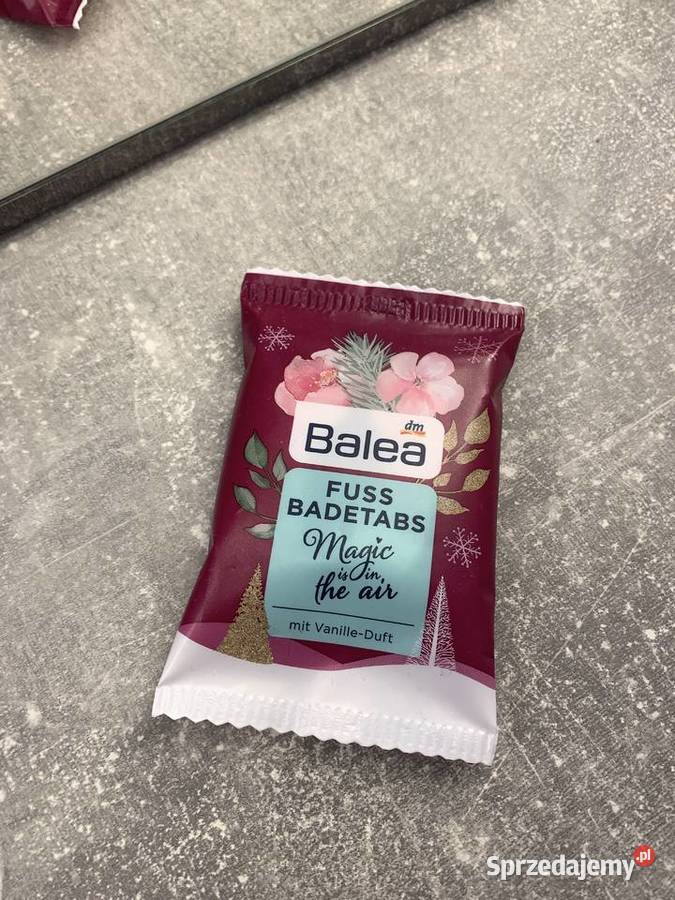 dm
Balea
FUSS
BADETABS
Magic
is in
the air
mit Vanille-Duft
Sprzedajemy.pl